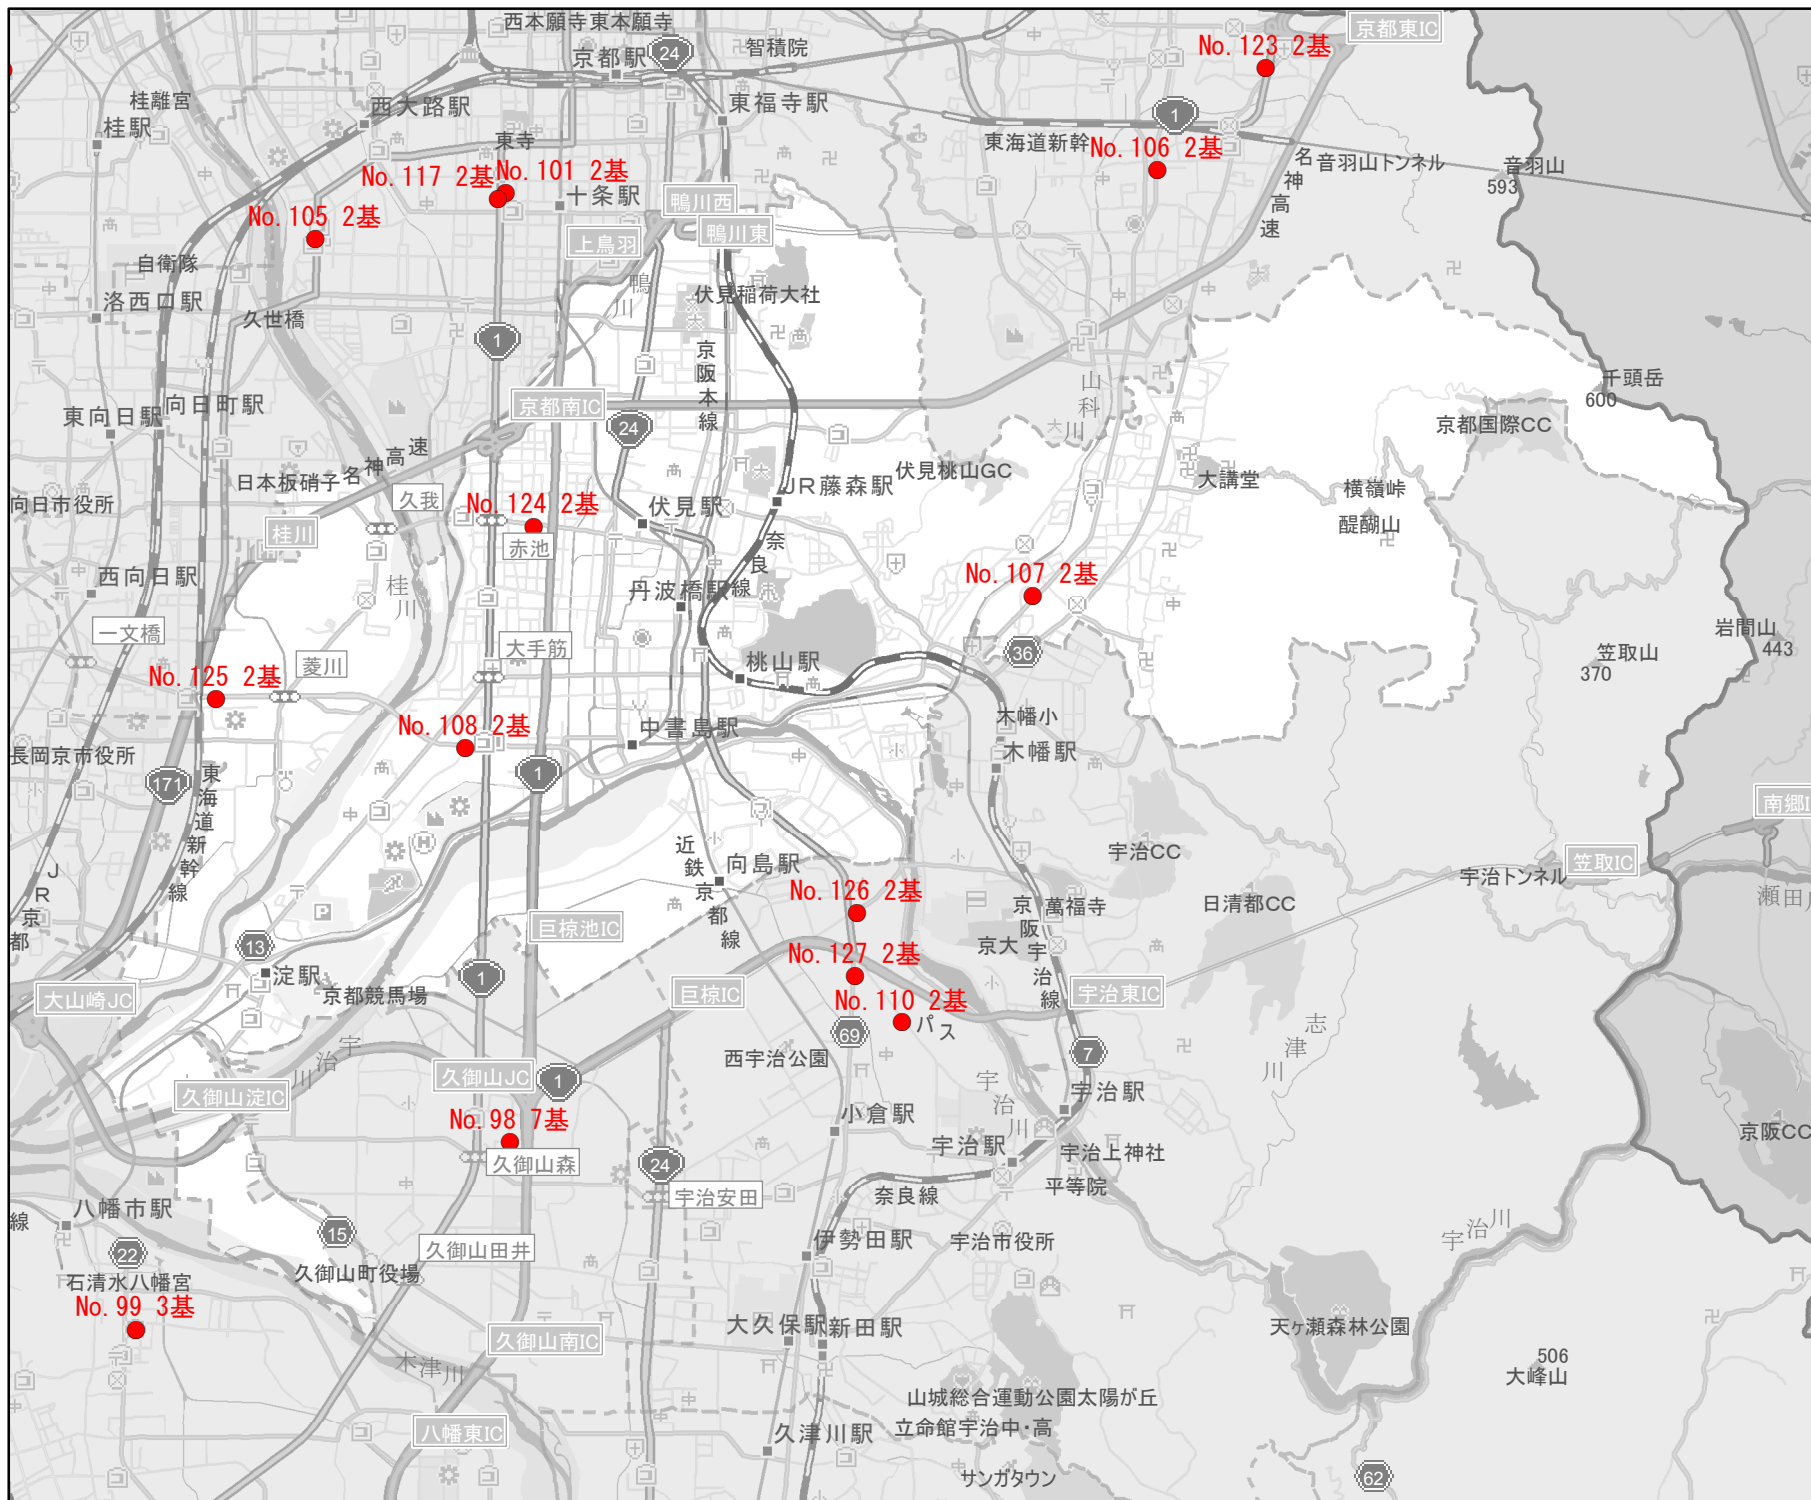 西本願寺東本願寺
京都駅
24
智積院
京都東IC
No.123 2基
桂離宮
桂駅
西大路駅
東福寺駅
1
東海道新幹
No.106 2基
名神高速
音羽山トンネル
音羽山
593
東寺
No.117 2基
No.101 2基
十条駅
鴨川西
鴨川東
No.105 2基
上鳥羽
自衛隊
鴨川
伏見稲荷大社
洛西口駅
久世橋
1
京阪本線
山科川
千頭岳
600
東向日駅
向日町駅
京都南IC
24
京都国際CC
名神高速
日本板硝子
伏見桃山GC
大講堂
横嶺峠
醍醐山
JR藤森駅
向日市役所
久我
No.124 2基
伏見駅
桂川
赤池
奈良線
西向日駅
桂川
丹波橋駅
No.107 2基
一文橋
菱川
大手筋
36
桃山駅
岩間山
443
笠取山
370
No.125 2基
No.108 2基
中書島駅
木幡小
木幡駅
長岡京市役所
171
東海道新幹線
1
南郷I
近鉄京都線
向島駅
宇治CC
笠取IC
宇治トンネル
JR京都線
No.126 2基
京阪宇治線
萬福寺
日清都CC
瀬田川
13
巨椋池IC
京大
No.127 2基
淀駅
1
京都競馬場
巨椋IC
宇治東IC
大山崎JC
No.110 2基
パス
69
志津川
宇治川
西宇治公園
7
久御山JC
1
久御山淀IC
宇治川
宇治駅
No.98 7基
小倉駅
宇治駅
宇治上神社
京阪CC
久御山森
24
宇治安田
奈良線
平等院
八幡市駅
15
22
久御山田井
伊勢田駅
宇治市役所
宇治川
石清水八幡宮
久御山町役場
No.99 3基
大久保駅
新田駅
天ヶ瀬森林公園
久御山南IC
木津川
506
大峰山
山城総合運動公園太陽が丘
立命館宇治中・高
八幡東IC
久津川駅
サンガタウン
62